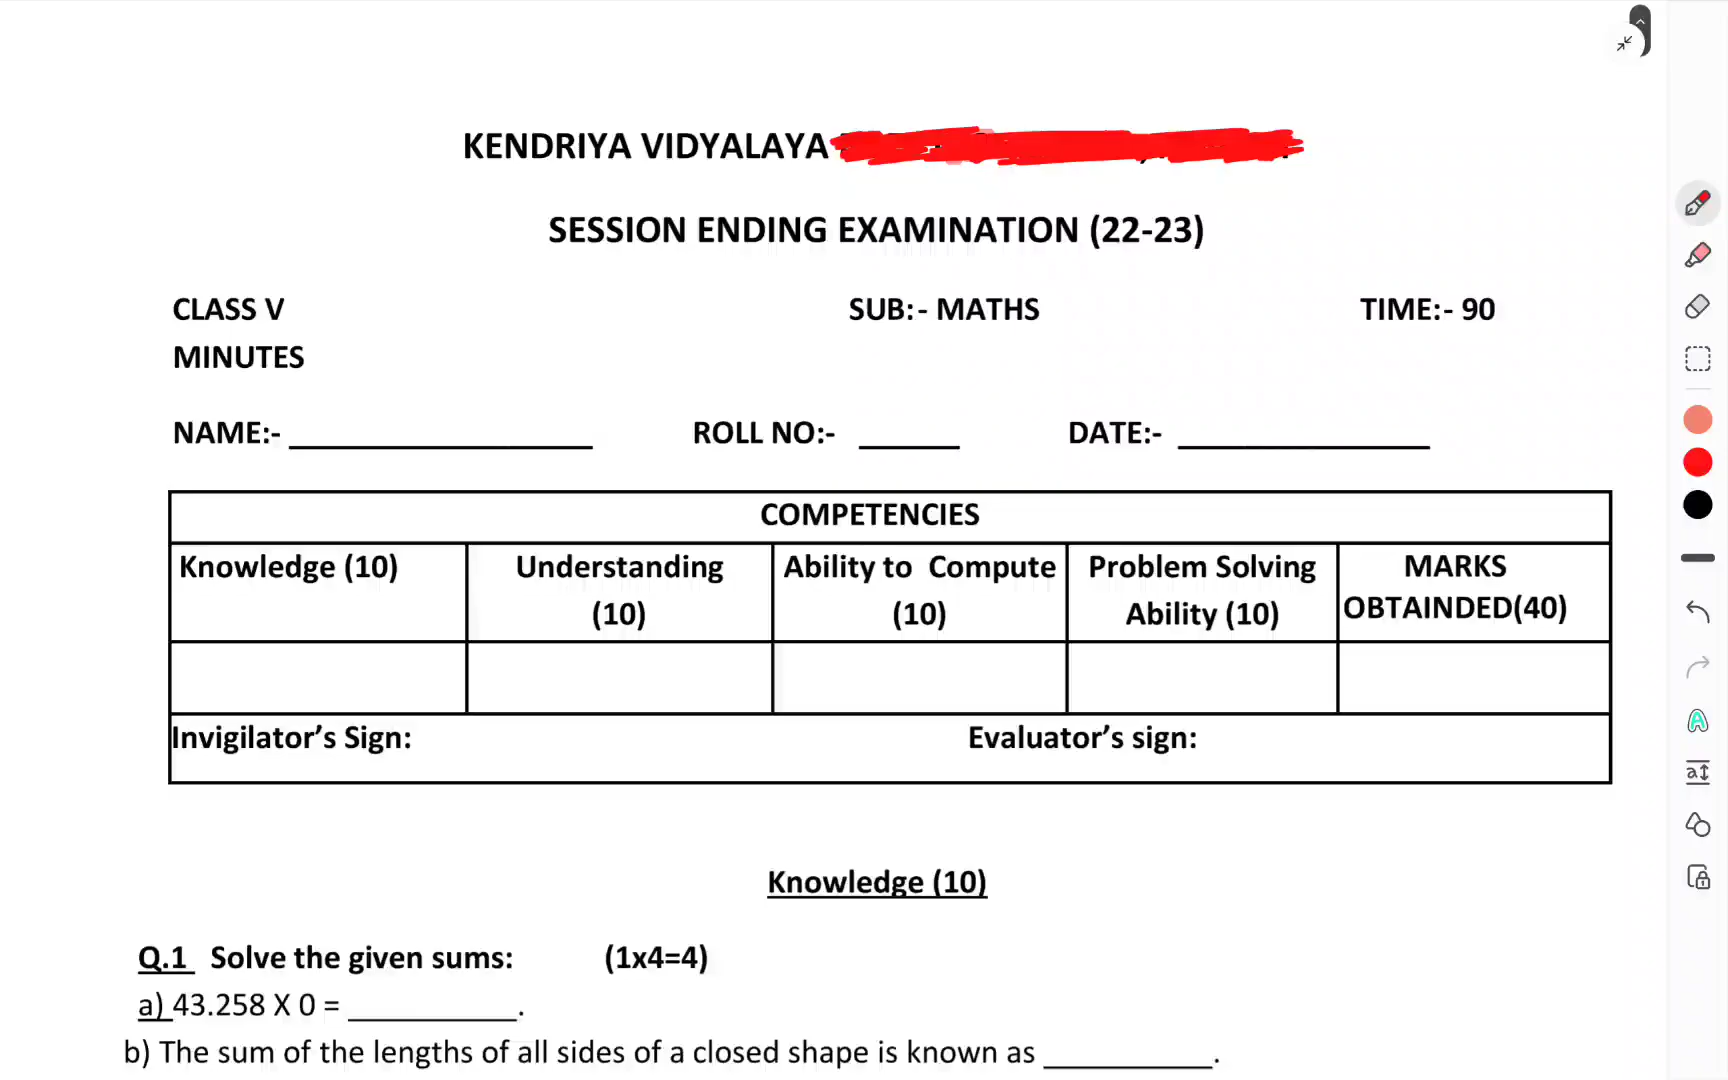 KENDRIYA VIDYALAYA
SESSION ENDING EXAMINATION (22-23)
CLASS V SUB:- MATHS TIME:- 90
MINUTES
NAME:- ____________________ ROLL NO:- ______ DATE:- ________________
COMPETENCIES
Knowledge (10) Understanding (10) Ability to Compute (10) Problem Solving Ability (10) MARKS OBTAINDED(40)
Invigilator’s Sign: Evaluator’s sign:
Knowledge (10)
Q.1 Solve the given sums: (1x4=4)
a) 43.258 X 0 = ___________.
b) The sum of the lengths of all sides of a closed shape is known as ___________.